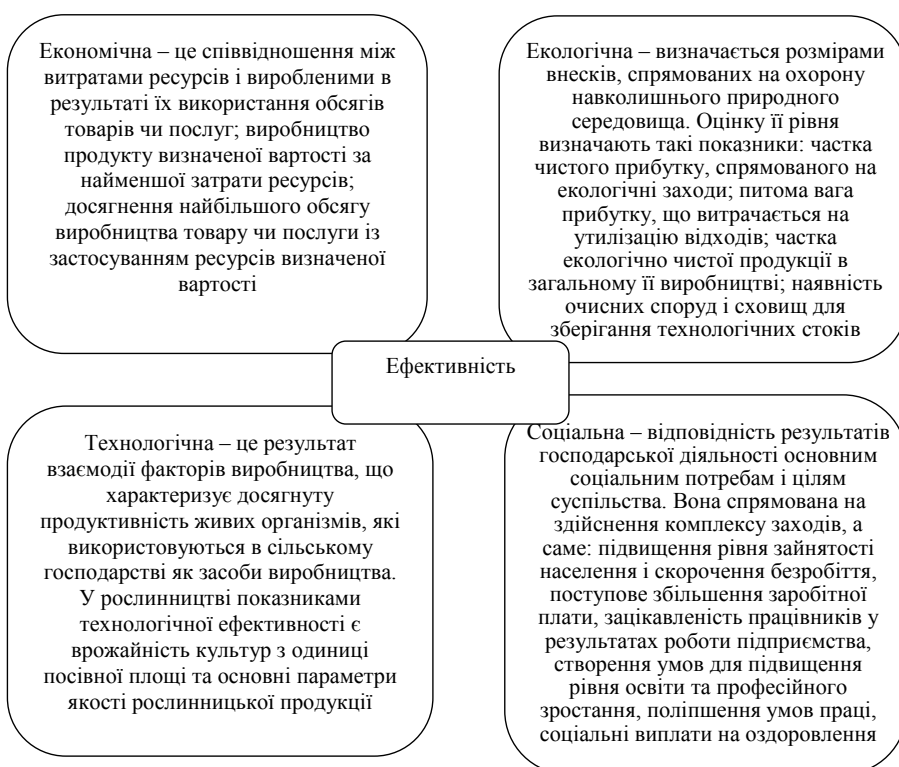 Економічна – це співвідношення між
витратами ресурсів і виробленими в
результаті їх використання обсягів
товарів чи послуг; виробництво
продукту визначеної вартості за
найменшої затрати ресурсів;
досягнення найбільшого обсягу
виробництва товару чи послуги із
застосуванням ресурсів визначеної
вартості
Екологічна – визначається розмірами
внесків, спрямованих на охорону
навколишнього природного
середовища. Оцінку її рівня
визначають такі показники: частка
чистого прибутку, спрямованого на
екологічні заходи; питома вага
прибутку, що витрачається на
утилізацію відходів; частка
екологічно чистої продукції в
загальному її виробництві; наявність
очисних споруд і сховищ для
зберігання технологічних стоків
Ефективність
Технологічна – це результат
взаємодії факторів виробництва, що
характеризує досягнуту
продуктивність живих організмів, які
використовуються в сільському
господарстві як засоби виробництва.
У рослинництві показниками
технологічної ефективності є
врожайність культур з одиниці
посівної площі та основні параметри
якості рослинницької продукції
Соціальна – відповідність результатів
господарської діяльності основним
соціальним потребам і цілям
суспільства. Вона спрямована на
здійснення комплексу заходів, а
саме: підвищення рівня зайнятості
населення і скорочення безробіття,
поступове збільшення заробітної
плати, зацікавленість працівників у
результатах роботи підприємства,
створення умов для підвищення
рівня освіти та професійного
зростання, поліпшення умов праці,
соціальні виплати на оздоровлення